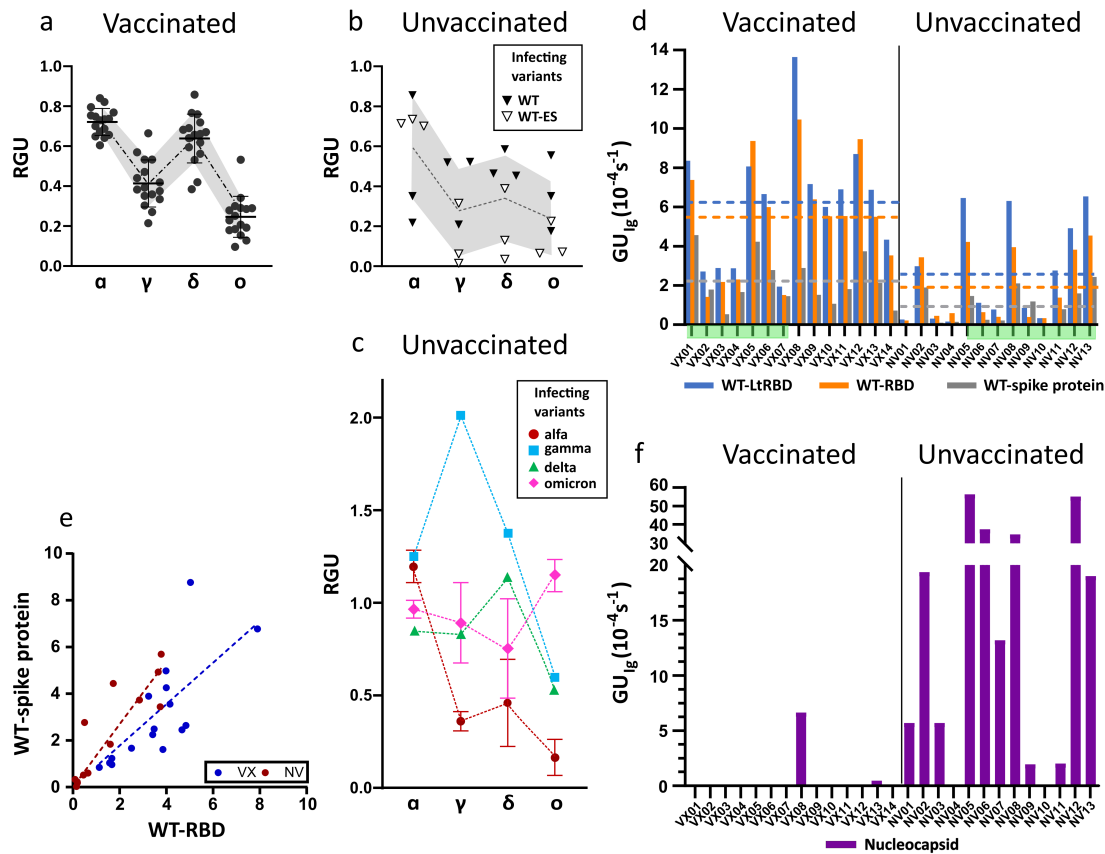 a
Vaccinated
RGU
1.0
0.8
0.6
0.4
0.2
0.0
α
γ
δ
ο
b
Unvaccinated
Infecting
variants
WT
WT-ES
RGU
1.0
0.8
0.6
0.4
0.2
0.0
α
γ
δ
ο
c
Unvaccinated
Infecting
variants
alfa
gamma
delta
omicron
RGU
2.0
1.5
1.0
0.5
0.0
α
γ
δ
ο
d
Vaccinated
Unvaccinated
GUIg(10-4s-1)
14
12
10
8
6
4
2
0
VX01
VX02
VX03
VX04
VX05
VX06
VX07
VX08
VX09
VX10
VX11
VX12
VX13
VX14
NV01
NV02
NV03
NV04
NV05
NV06
NV07
NV08
NV09
NV10
NV11
NV12
NV13
WT-LtRBD
WT-RBD
WT-spike protein
e
WT-spike protein
10
8
6
4
2
0
0
2
4
6
8
10
VX
NV
WT-RBD
f
Vaccinated
Unvaccinated
GUIg(10-4s-1)
60
50
40
30
20
15
10
5
0
VX01
VX02
VX03
VX04
VX05
VX06
VX07
VX08
VX09
VX10
VX11
VX12
VX13
VX14
NV01
NV02
NV03
NV04
NV05
NV06
NV07
NV08
NV09
NV10
NV11
NV12
NV13
Nucleocapsid